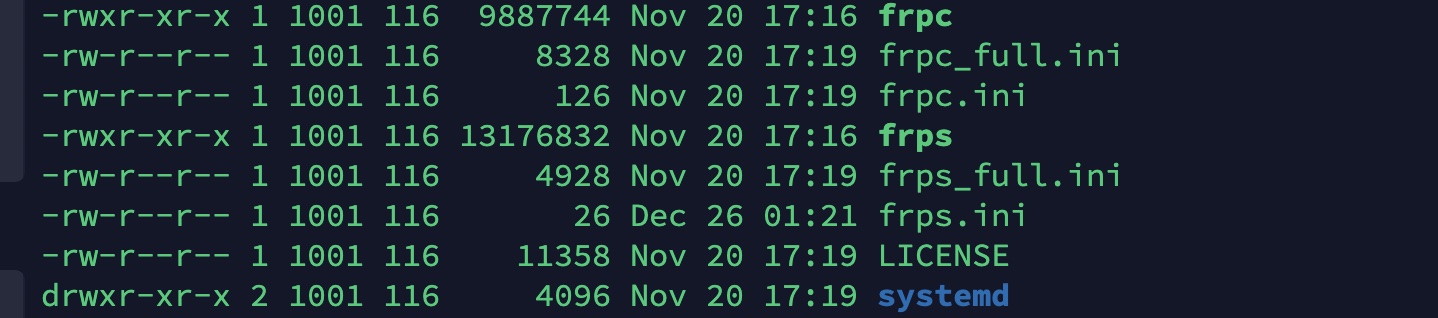 -rwxr-xr-x 1 1001 116  9887744 Nov 20 17:16 frpc
-rw-r--r-- 1 1001 116     8328 Nov 20 17:19 frpc_full.ini
-rw-r--r-- 1 1001 116      126 Nov 20 17:19 frpc.ini
-rwxr-xr-x 1 1001 116 13176832 Nov 20 17:16 frps
-rw-r--r-- 1 1001 116     4928 Nov 20 17:19 frps_full.ini
-rw-r--r-- 1 1001 116       26 Dec 26 01:21 frps.ini
-rw-r--r-- 1 1001 116    11358 Nov 20 17:19 LICENSE
drwxr-xr-x 2 1001 116     4096 Nov 20 17:19 systemd